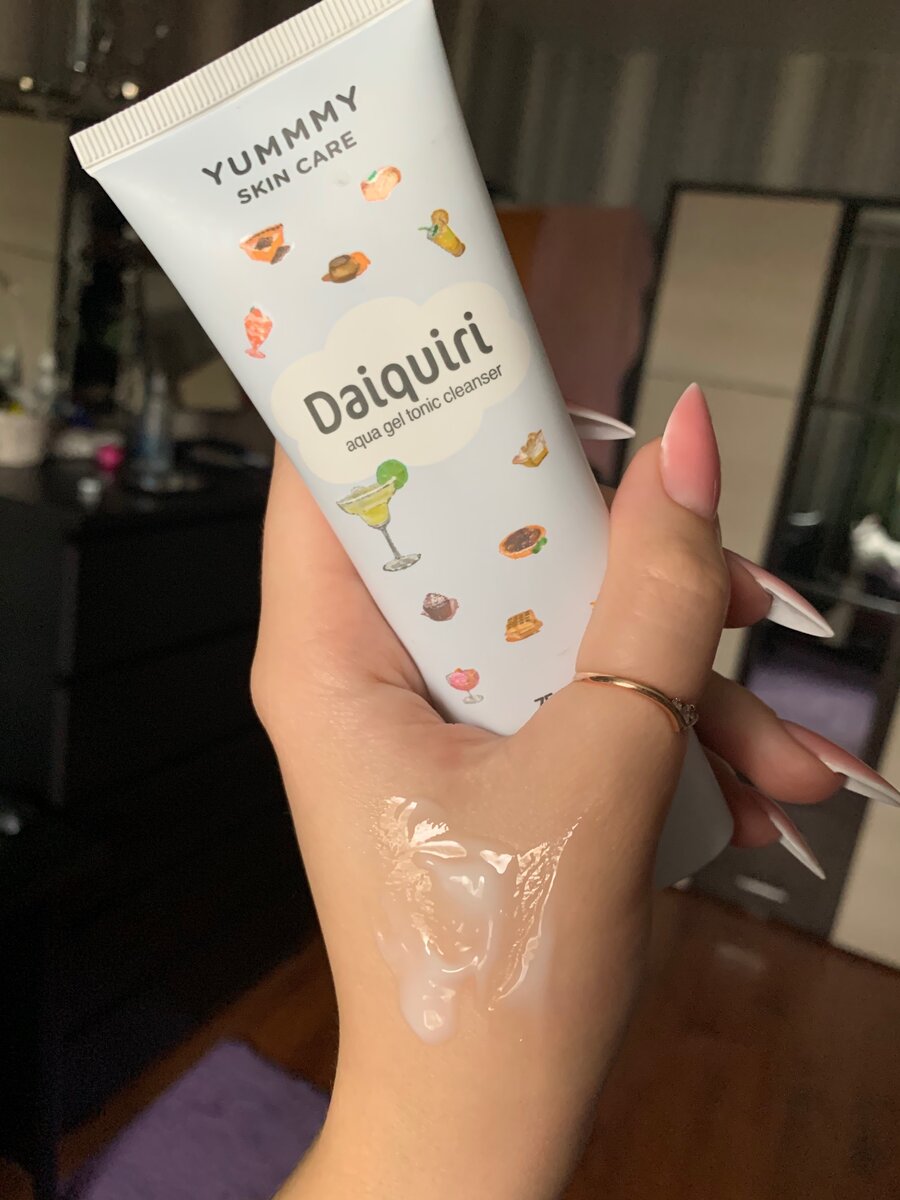 YUMMMY
SKIN CARE
Daiquiri
aqua gel tonic cleanser